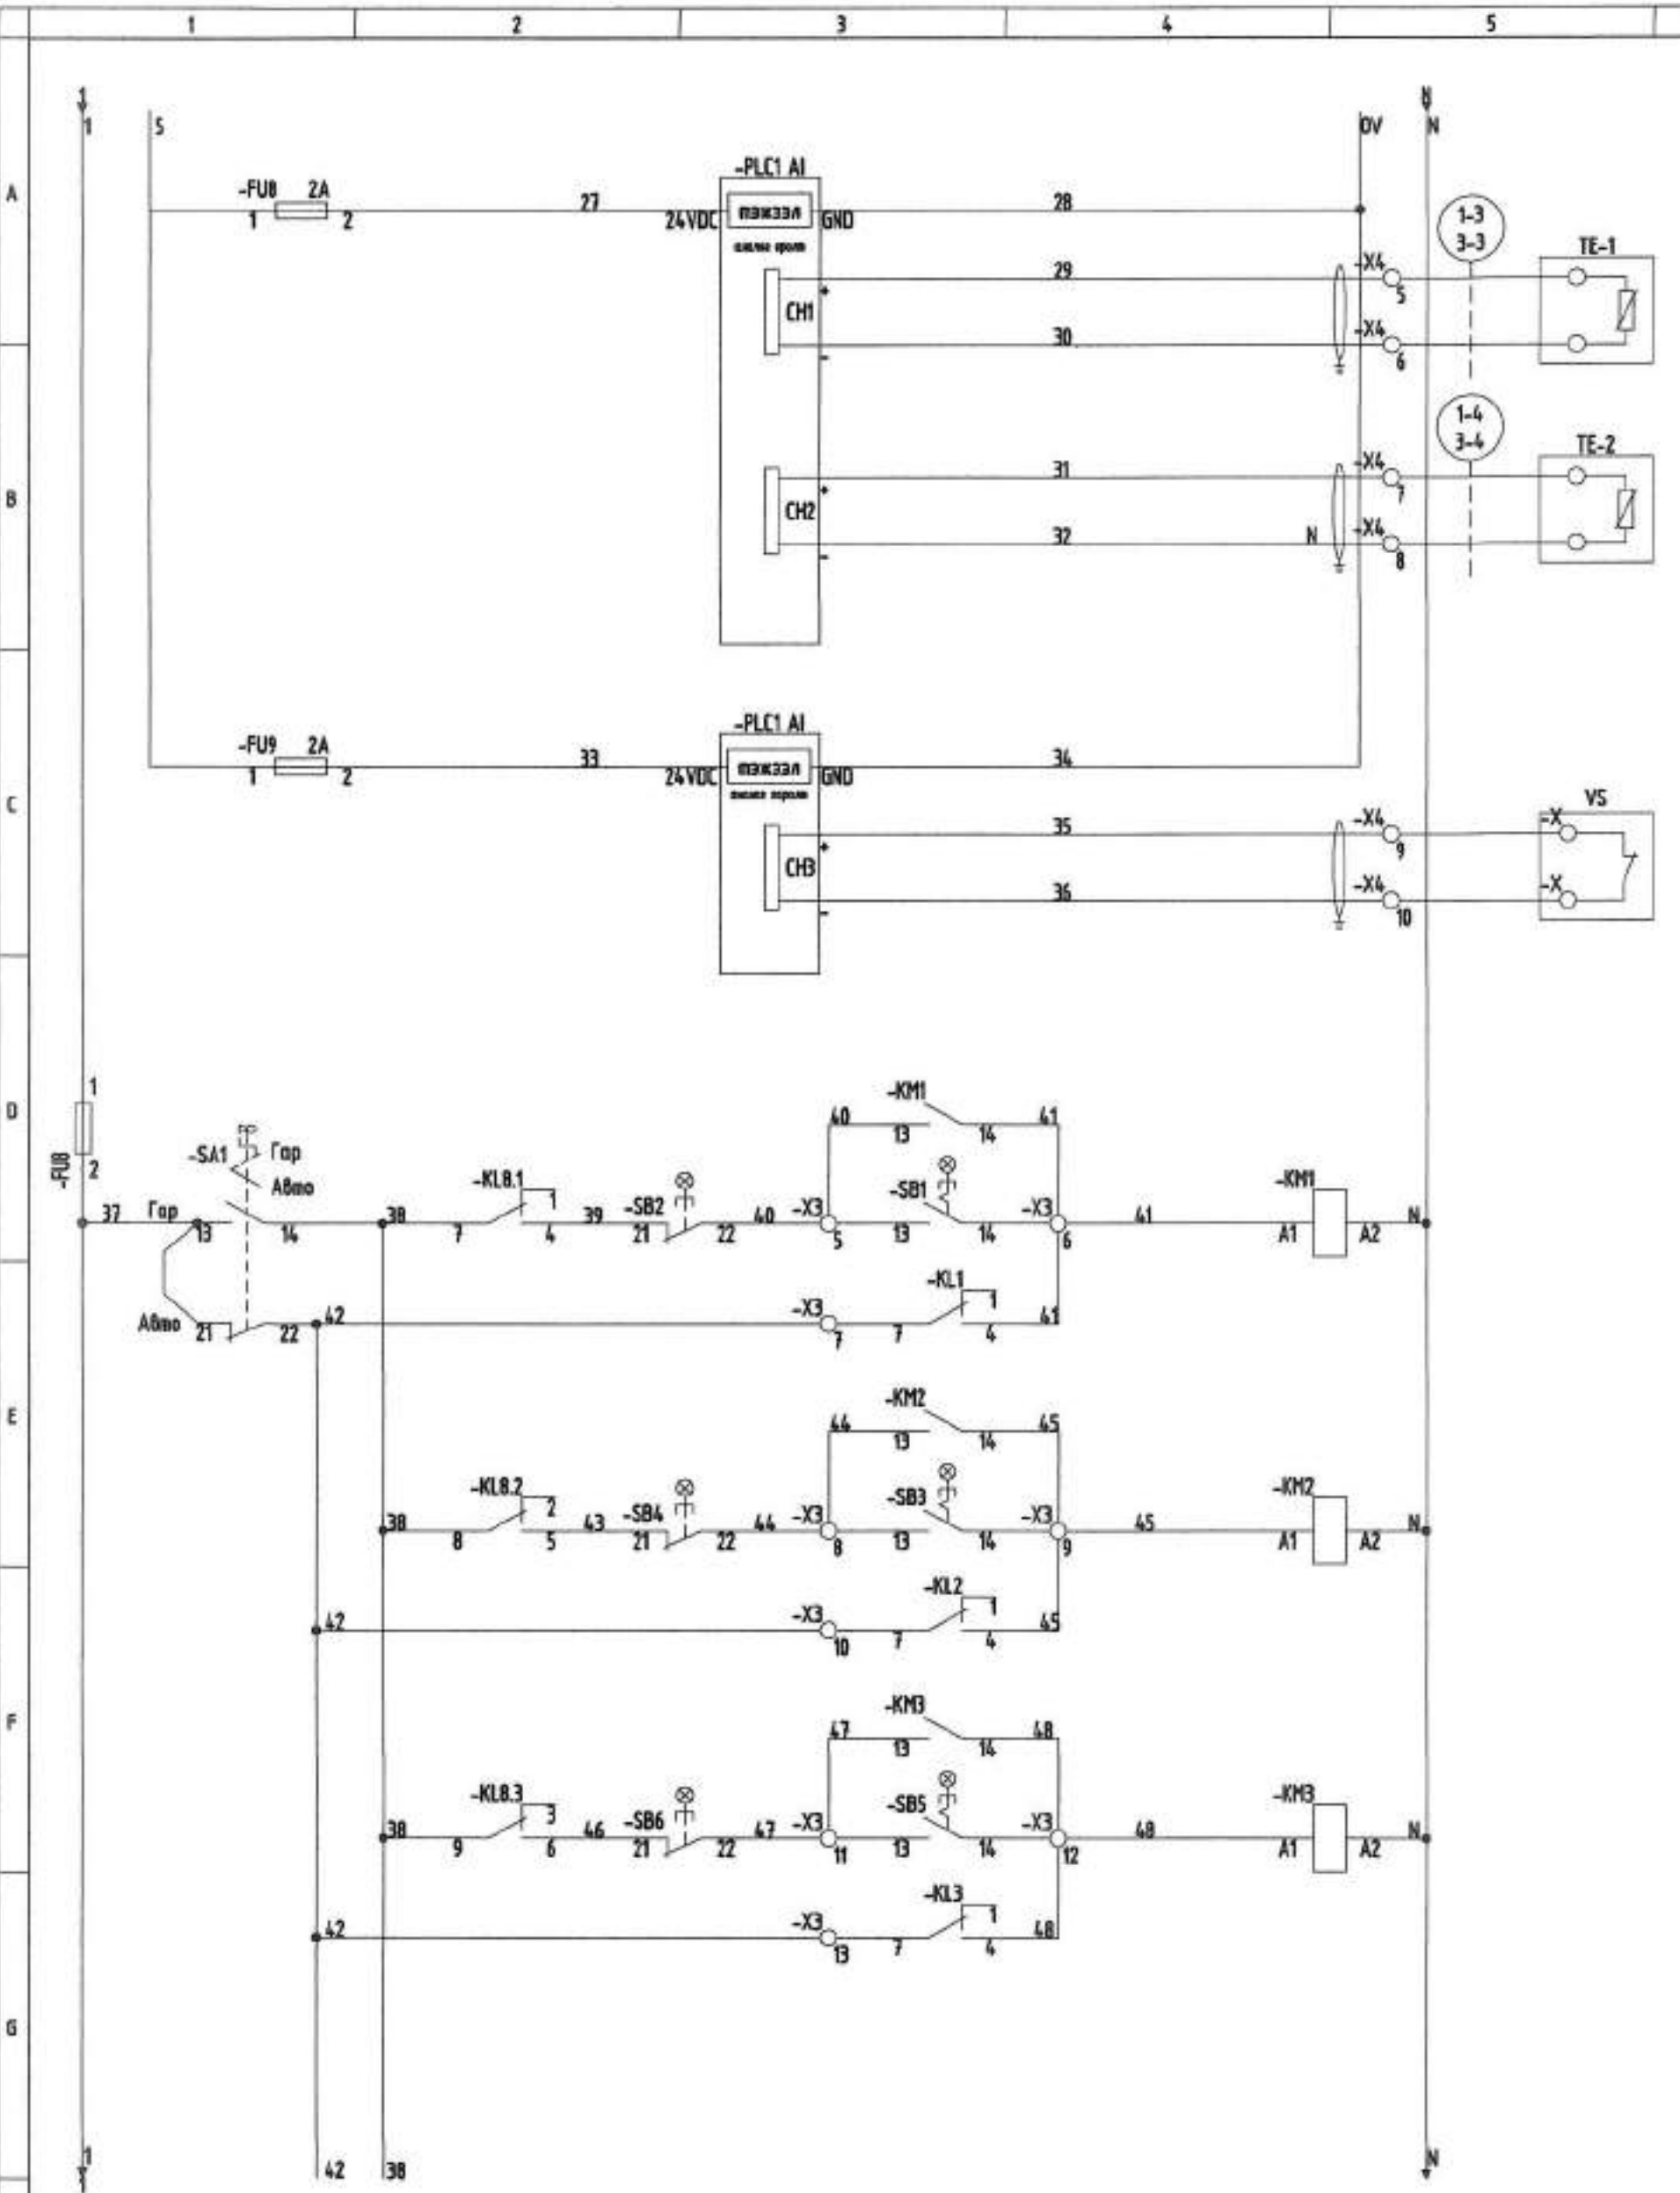 1 2 3 4 5
1
1
5
0V
N
N
A
-FU8 2A
1 2
27
-PLC1 AI
24VDC
тэжээл
GND
28
1-3
3-3
TE-1
29
-X4
5
CH1
+
30
-X4
6
-
1-4
3-4
TE-2
B
31
-X4
7
CH2
+
32
N
-X4
8
-
-FU9 2A
1 2
33
-PLC1 AI
24VDC
тэжээл
GND
34
C
VS
35
-X4
9
-X
CH3
+
36
-X4
10
-X
-
D
1
-FU8
2
-SA1
Гар
Авто
37
Гар
13 14
38
-KL8.1
7 1 4
39
-SB2
21 22
40
-X3
5
-KM1
40 13 14 41
-SB1
13 14
-X3
6
41
-KM1
A1 A2
N
Авто
21 22
42
-X3
7
-KL1
7 1 4
41
E
-KM2
44 13 14 45
38
-KL8.2
8 2 5
43
-SB4
21 22
44
-X3
8
-SB3
13 14
-X3
9
45
-KM2
A1 A2
N
42
-X3
10
-KL2
7 1 4
45
F
-KM3
47 13 14 48
38
-KL8.3
9 3 6
46
-SB6
21 22
47
-X3
11
-SB5
13 14
-X3
12
48
-KM3
A1 A2
N
42
-X3
13
-KL3
7 1 4
48
G
1
42
38
N